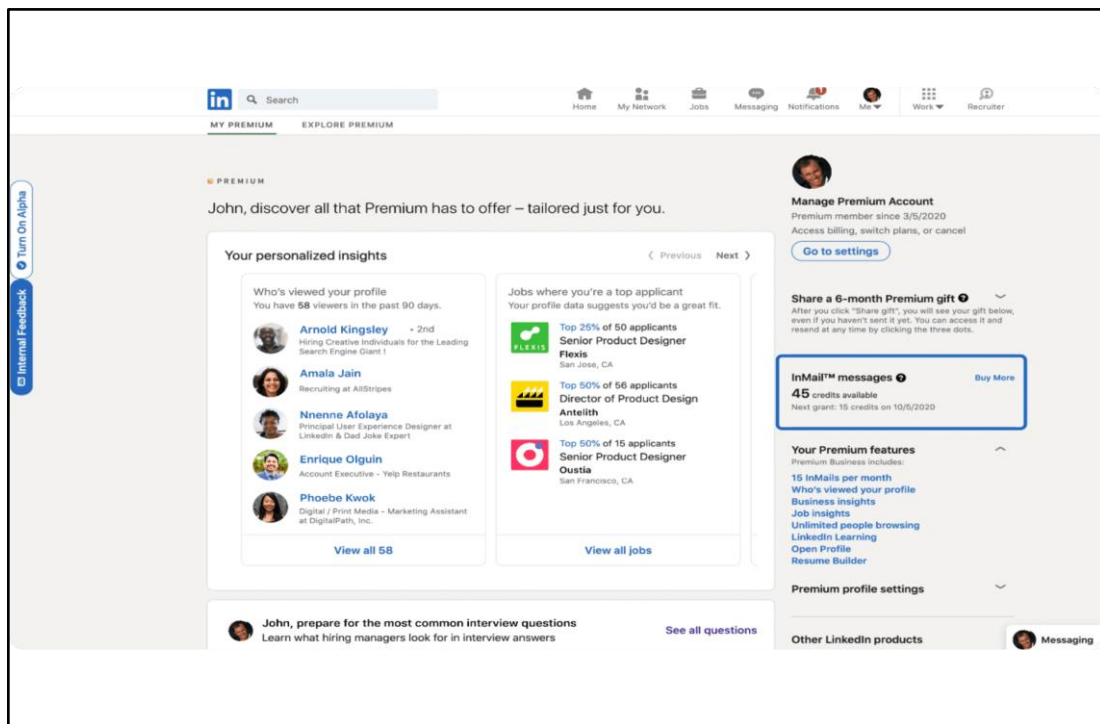 in
Search
Home
My Network
Jobs
Messaging
Notifications
Me
Work
Recruiter
MY PREMIUM
EXPLORE PREMIUM
Turn On Alpha
Internal Feedback
PREMIUM
John, discover all that Premium has to offer – tailored just for you.
Your personalized insights
Previous
Next
Who's viewed your profile
You have 58 viewers in the past 90 days.
Arnold Kingsley • 2nd
Hiring Creative Individuals for the Leading
Search Engine Giant !
Amala Jain
Recruiting at AllStripes
Nnenne Afolaya
Principal User Experience Designer at
LinkedIn & Dad Joke Expert
Enrique Olguin
Account Executive - Yelp Restaurants
Phoebe Kwok
Digital / Print Media - Marketing Assistant
at DigitalPath, Inc.
View all 58
Jobs where you're a top applicant
Your profile data suggests you'd be a great fit.
FLEXIS
Top 25% of 50 applicants
Senior Product Designer
Flexis
San Jose, CA
Top 50% of 56 applicants
Director of Product Design
Antelith
Los Angeles, CA
Top 50% of 15 applicants
Senior Product Designer
Oustia
San Francisco, CA
View all jobs
John, prepare for the most common interview questions
Learn what hiring managers look for in interview answers
See all questions
Manage Premium Account
Premium member since 3/5/2020
Access billing, switch plans, or cancel
Go to settings
Share a 6-month Premium gift ?
After you click "Share gift", you will see your gift below,
even if you haven't sent it yet. You can access it and
resend at any time by clicking the three dots.
InMail™ messages ?
Buy More
45 credits available
Next grant: 15 credits on 10/5/2020
Your Premium features
Premium Business includes:
15 InMails per month
Who's viewed your profile
Business insights
Job insights
Unlimited people browsing
LinkedIn Learning
Open Profile
Resume Builder
Premium profile settings
Other LinkedIn products
Messaging